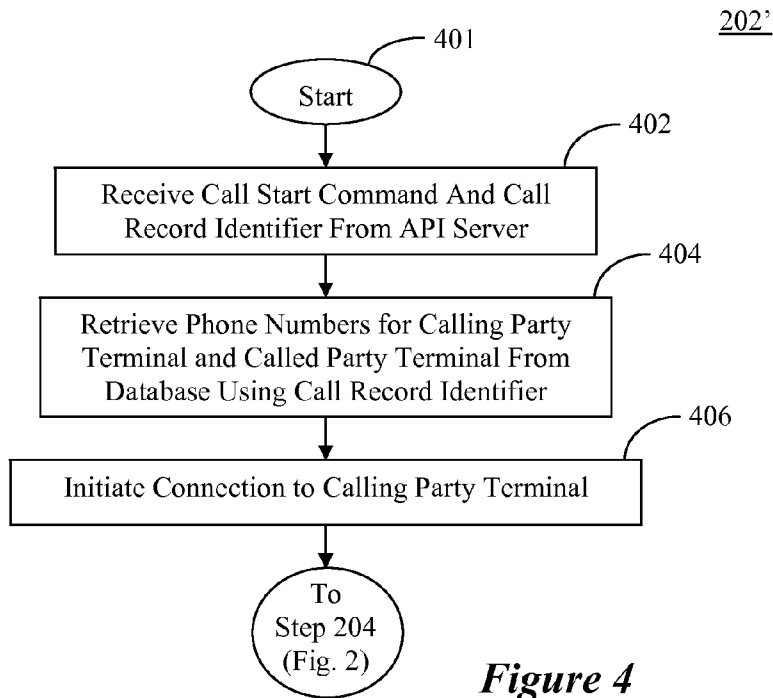 202’
401
Start
402
Receive Call Start Command And Call
Record Identifier From API Server
404
Retrieve Phone Numbers for Calling Party
Terminal and Called Party Terminal From
Database Using Call Record Identifier
406
Initiate Connection to Calling Party Terminal
To
Step 204
(Fig. 2)
Figure 4